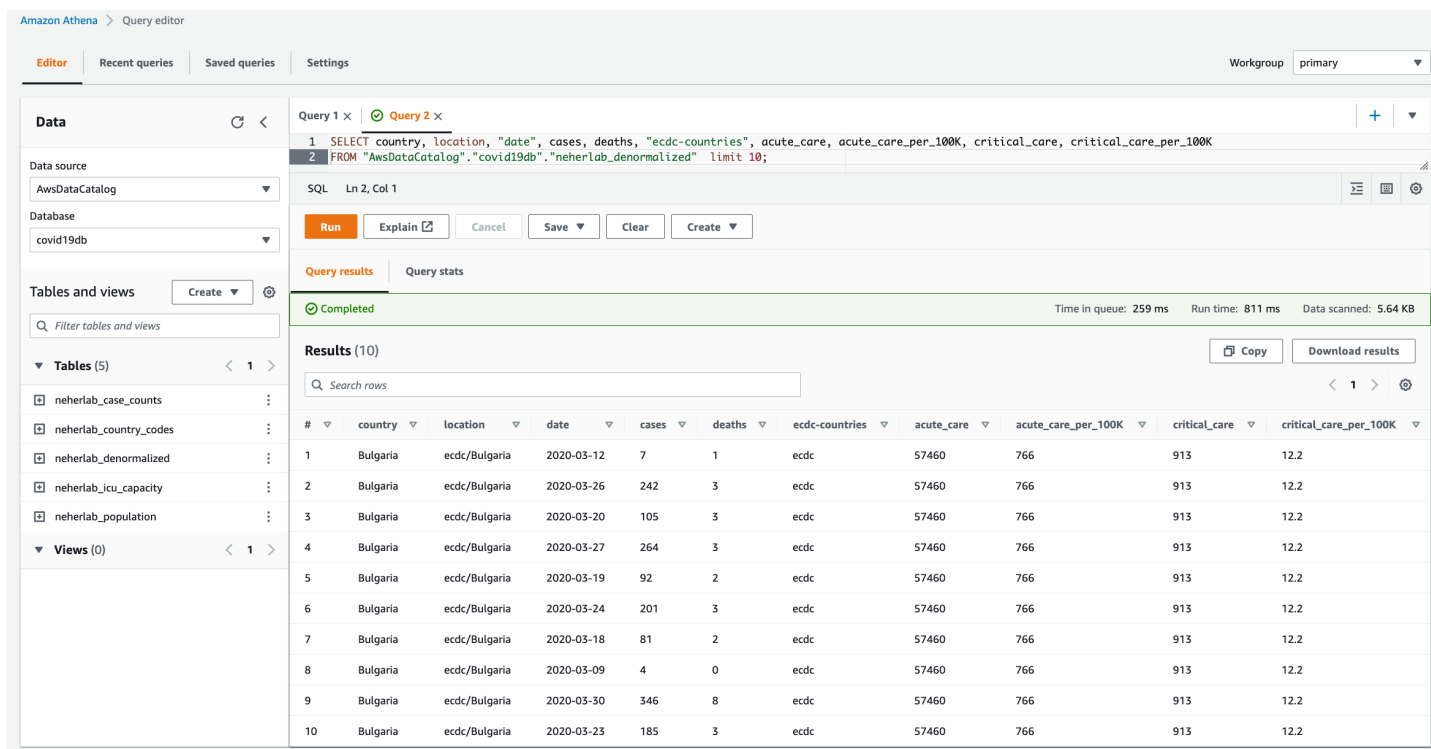 Amazon Athena > Query editor
Editor Recent queries Saved queries Settings Workgroup primary
Data
Data source
AwsDataCatalog
Database
covid19db
Tables and views Create
Filter tables and views
Tables (5) 1
neherlab_case_counts
neherlab_country_codes
neherlab_denormalized
neherlab_icu_capacity
neherlab_population
Views (0) 1
Query 1 Query 2
1 SELECT country, location, "date", cases, deaths, "ecdc-countries", acute_care, acute_care_per_100K, critical_care, critical_care_per_100K
2 FROM "AwsDataCatalog"."covid19db"."neherlab_denormalized" limit 10;
SQL Ln 2, Col 1
Run Explain Cancel Save Clear Create
Query results Query stats
Completed Time in queue: 259 ms Run time: 811 ms Data scanned: 5.64 KB
Results (10) Copy Download results
Search rows 1
# country location date cases deaths ecdc-countries acute_care acute_care_per_100K critical_care critical_care_per_100K
1 Bulgaria ecdc/Bulgaria 2020-03-12 7 1 ecdc 57460 766 913 12.2
2 Bulgaria ecdc/Bulgaria 2020-03-26 242 3 ecdc 57460 766 913 12.2
3 Bulgaria ecdc/Bulgaria 2020-03-20 105 3 ecdc 57460 766 913 12.2
4 Bulgaria ecdc/Bulgaria 2020-03-27 264 3 ecdc 57460 766 913 12.2
5 Bulgaria ecdc/Bulgaria 2020-03-19 92 2 ecdc 57460 766 913 12.2
6 Bulgaria ecdc/Bulgaria 2020-03-24 201 3 ecdc 57460 766 913 12.2
7 Bulgaria ecdc/Bulgaria 2020-03-18 81 2 ecdc 57460 766 913 12.2
8 Bulgaria ecdc/Bulgaria 2020-03-09 4 0 ecdc 57460 766 913 12.2
9 Bulgaria ecdc/Bulgaria 2020-03-30 346 8 ecdc 57460 766 913 12.2
10 Bulgaria ecdc/Bulgaria 2020-03-23 185 3 ecdc 57460 766 913 12.2